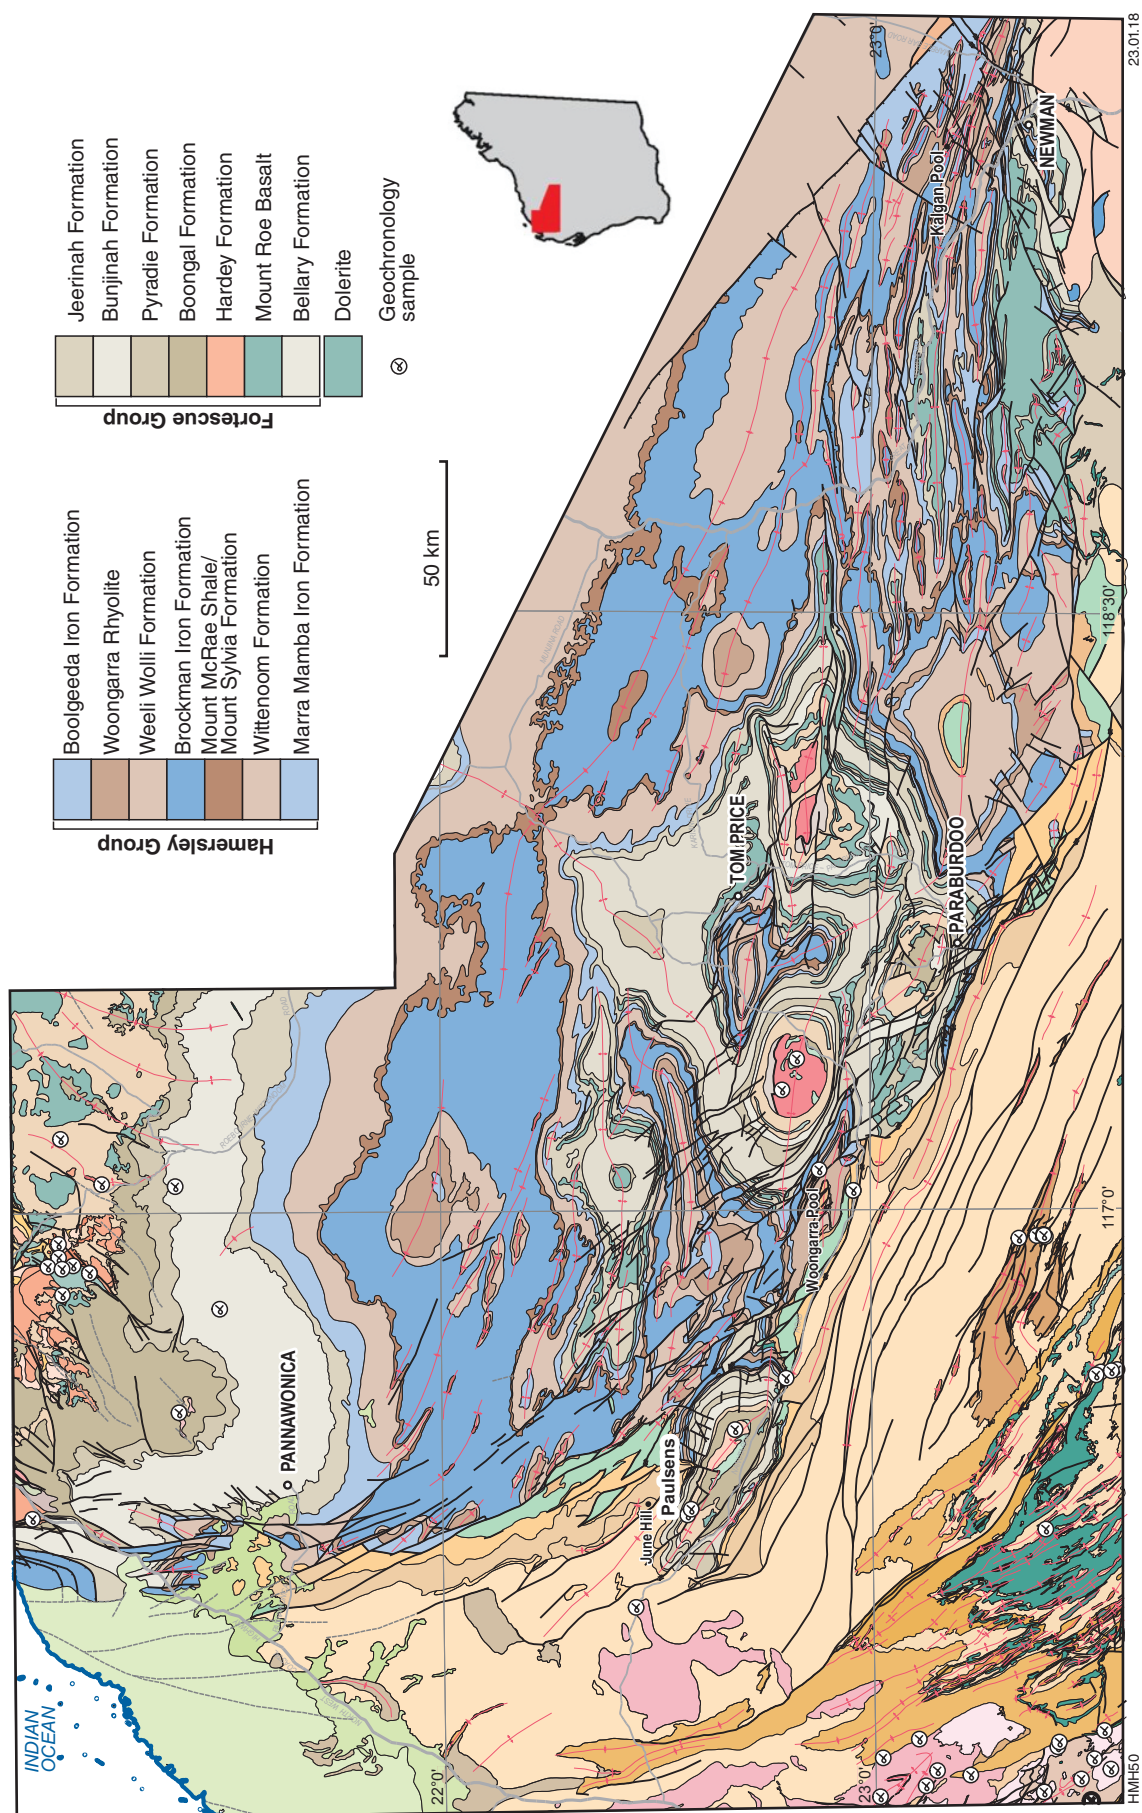 INDIAN
OCEAN
PANNAWONICA
June Hill
Paulsens
Woongarra Pool
TOM PRICE
PARABURDOO
Kalgan Pool
NEWMAN
22°0'
23°0'
23°0'
117°0'
118°30'
MUNJINA ROAD
50 km
Hamersley Group
Boolgeeda Iron Formation
Woongarra Rhyolite
Weeli Wolli Formation
Brockman Iron Formation
Mount McRae Shale/
Mount Sylvia Formation
Wittenoom Formation
Marra Mamba Iron Formation
Fortescue Group
Jeerinah Formation
Bunjinah Formation
Pyradie Formation
Boongal Formation
Hardey Formation
Mount Roe Basalt
Bellary Formation
Dolerite
Geochronology
sample
HMH50
23.01.18